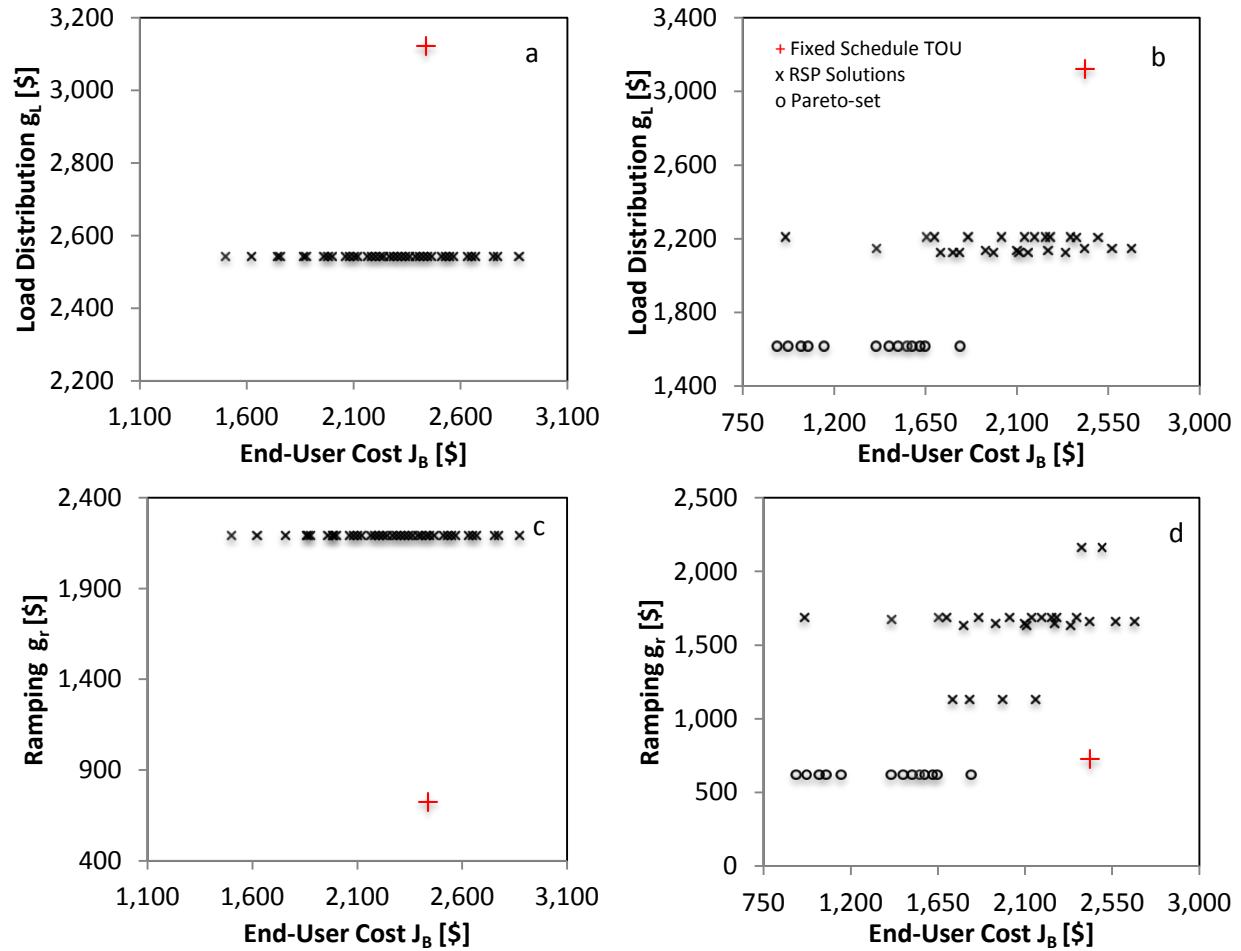 3,200
3,000
2,800
2,600
2,400
2,200
Load Distribution g_L [$]
a
1,100 1,600 2,100 2,600 3,100
End-User Cost J_B [$]
3,400
3,000
2,600
2,200
1,800
1,400
Load Distribution g_L [$]
b
+ Fixed Schedule TOU
x RSP Solutions
o Pareto-set
750 1,200 1,650 2,100 2,550 3,000
End-User Cost J_B [$]
2,400
1,900
1,400
900
400
Ramping g_r [$]
c
1,100 1,600 2,100 2,600 3,100
End-User Cost J_B [$]
2,500
2,000
1,500
1,000
500
0
Ramping g_r [$]
d
750 1,200 1,650 2,100 2,550 3,000
End-User Cost J_B [$]